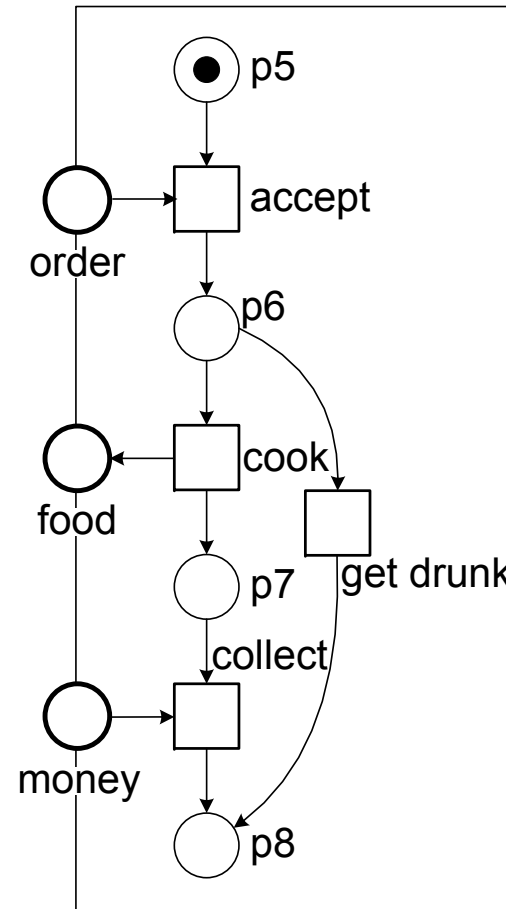 p5
accept
order
p6
cook
food
get drunk
p7
collect
money
p8